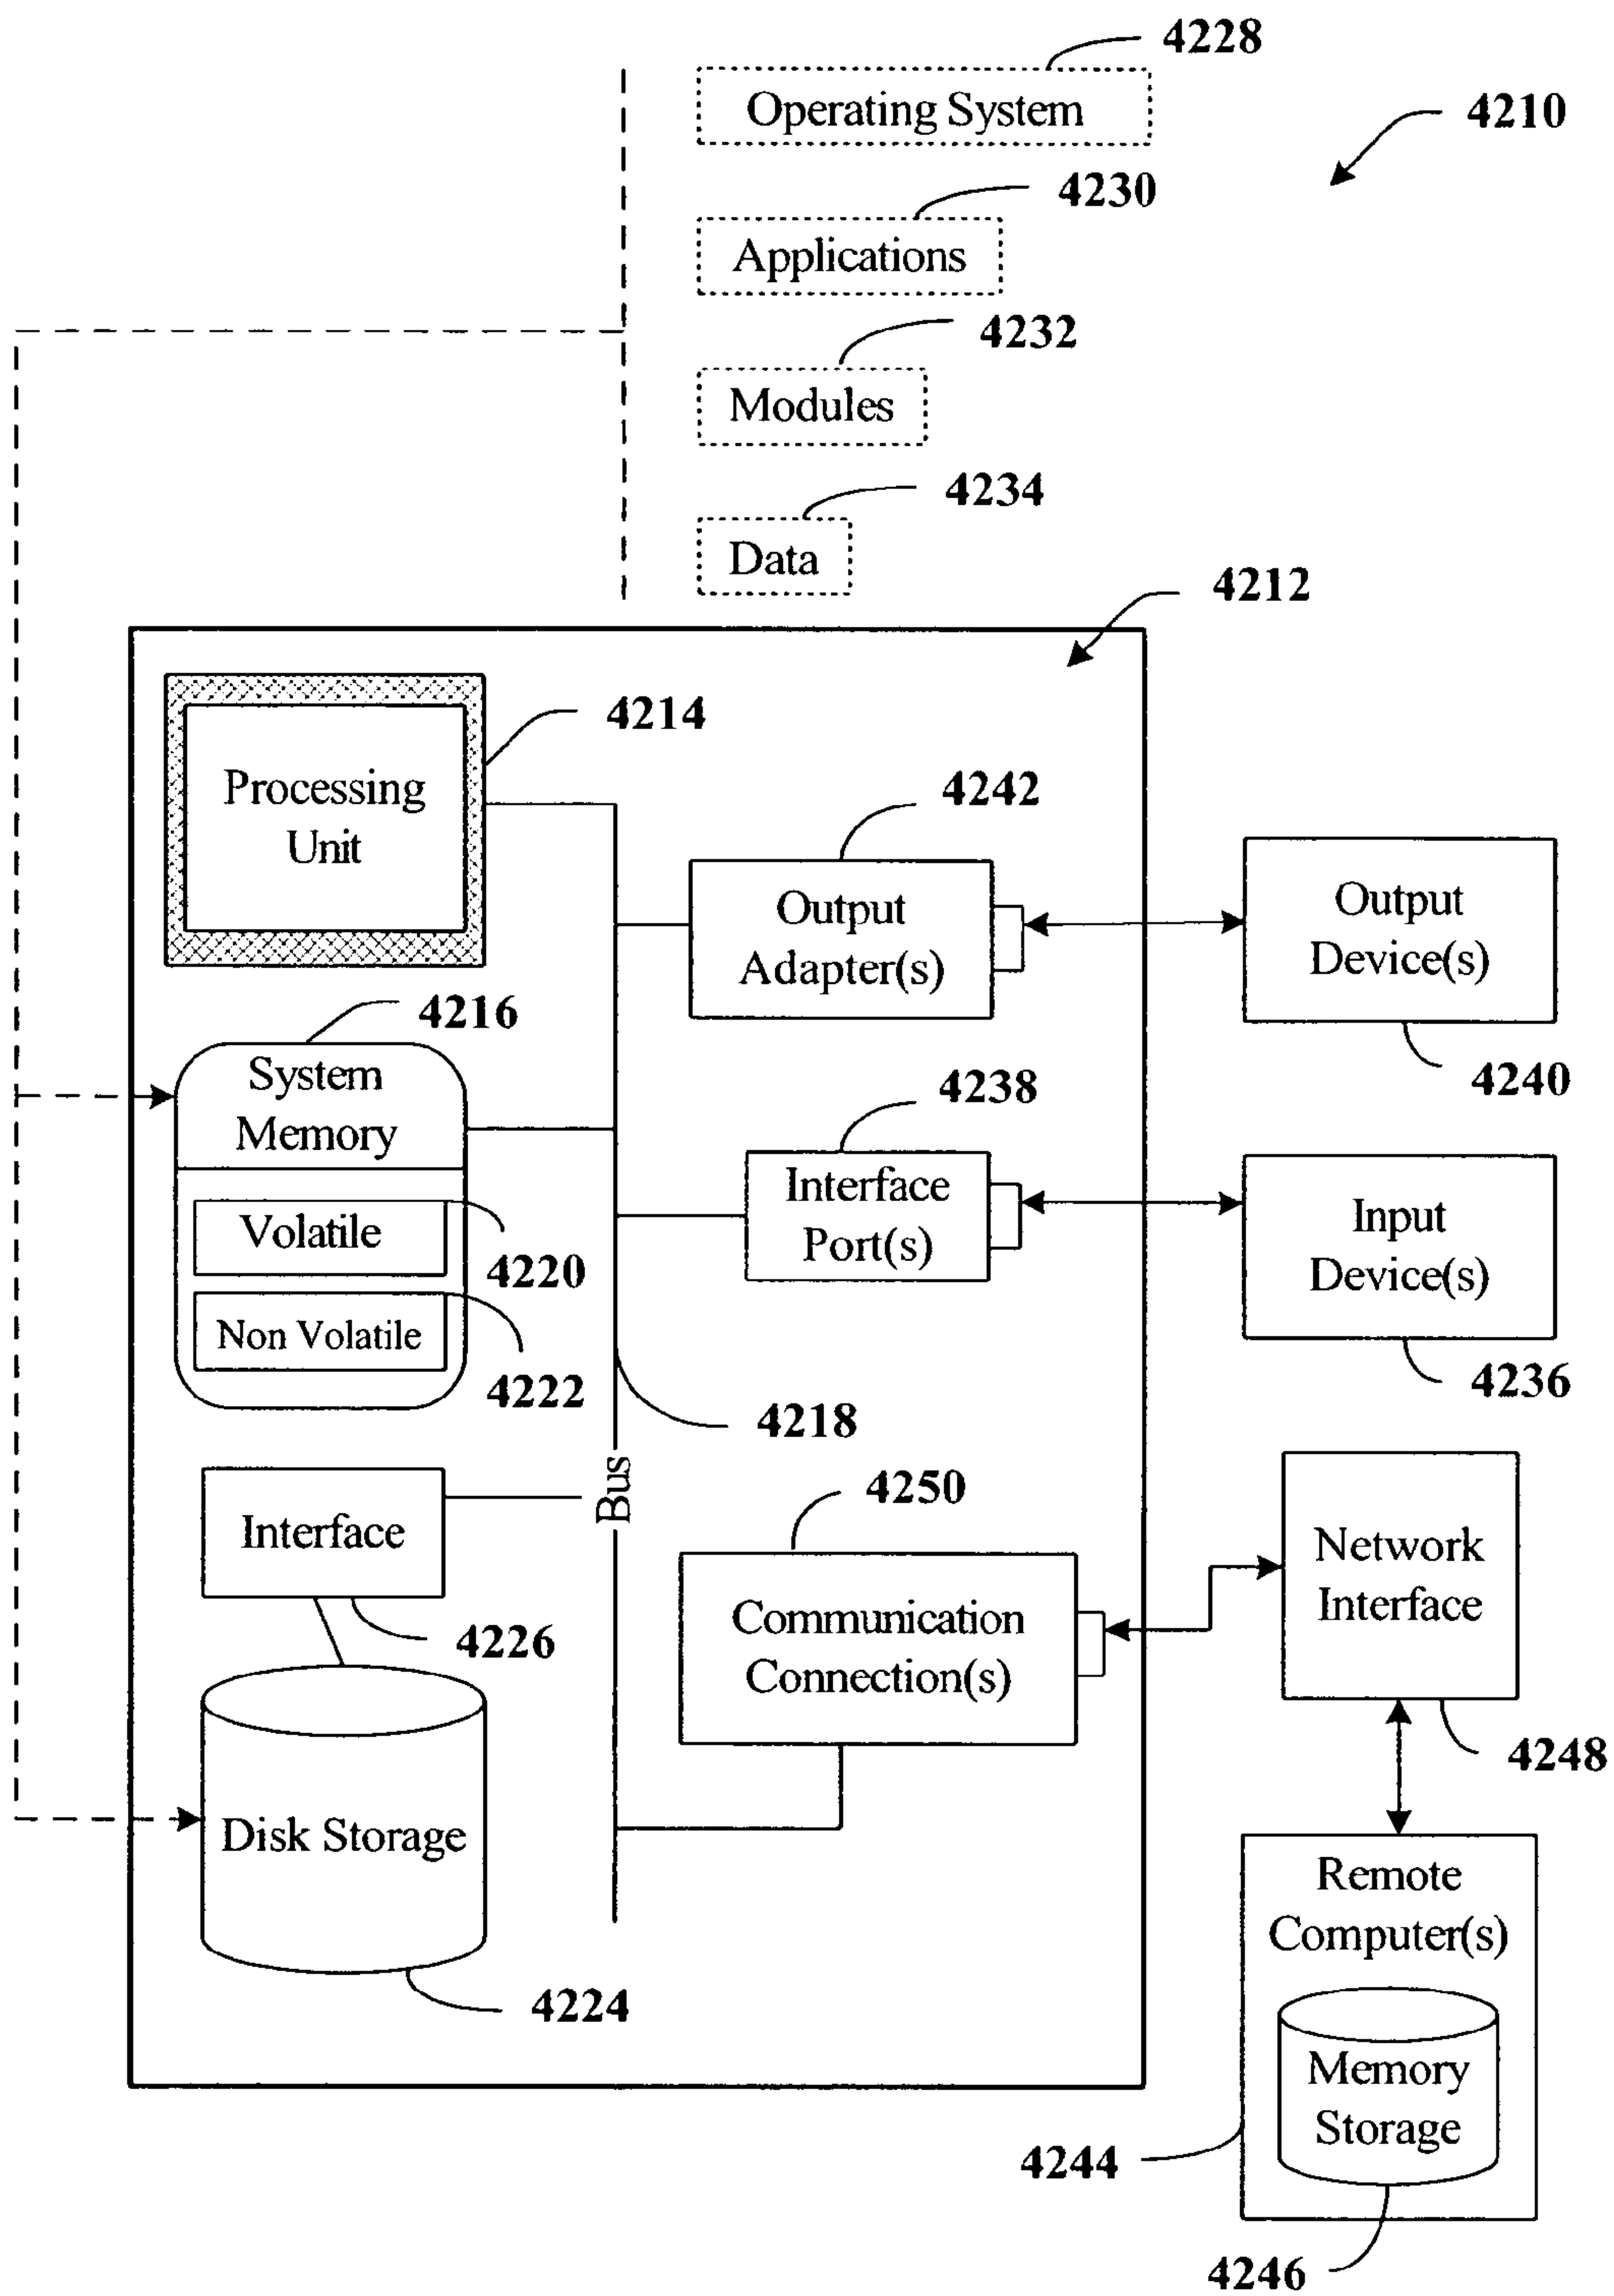 4228
Operating System
4210
4230
Applications
4232
Modules
4234
Data
4212
4214
Processing
Unit
4242
Output
Adapter(s)
Output
Device(s)
4240
4216
System
Memory
4238
Interface
Port(s)
Input
Device(s)
4236
Volatile
4220
Non Volatile
4222
4218
Bus
4250
Interface
4226
Communication
Connection(s)
Network
Interface
4248
Disk Storage
4224
Remote
Computer(s)
Memory
Storage
4244
4246